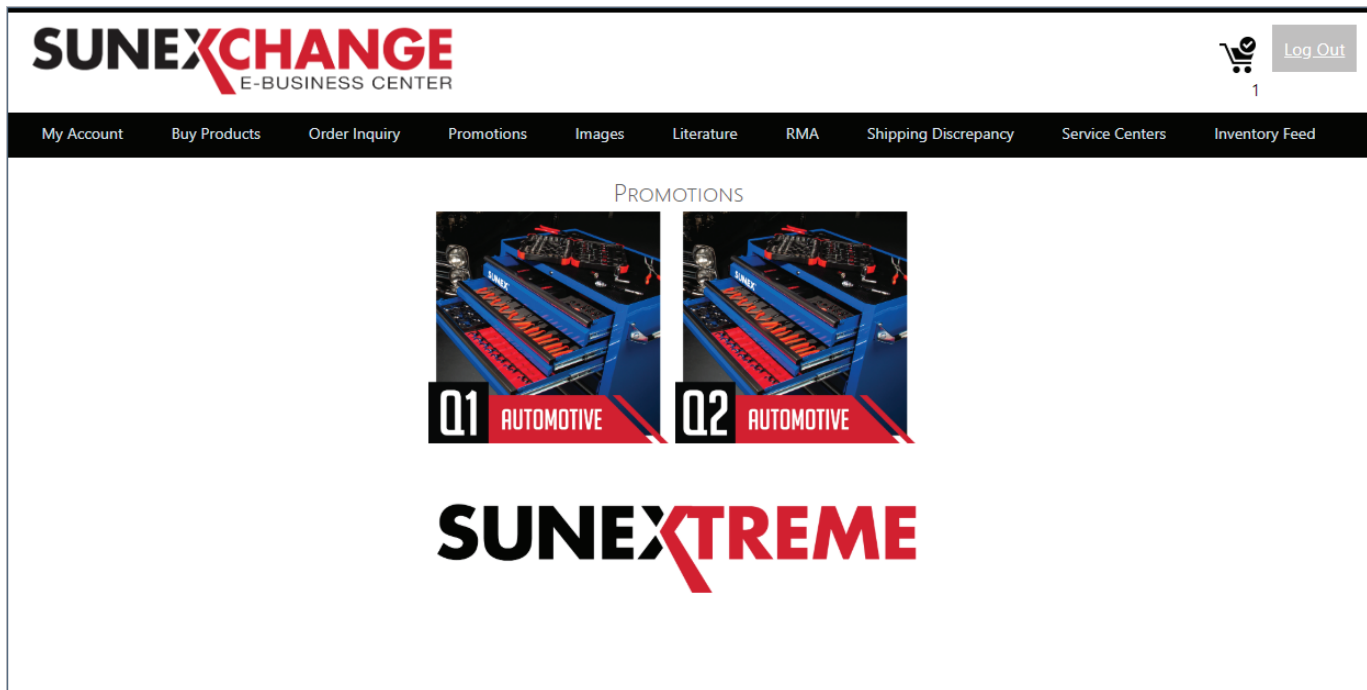 SUNEXCHANGE
E-BUSINESS CENTER
Log Out
1
My Account Buy Products Order Inquiry Promotions Images Literature RMA Shipping Discrepancy Service Centers Inventory Feed
PROMOTIONS
SUNEX SUNEX
Q1 AUTOMOTIVE Q2 AUTOMOTIVE
SUNEXTREME